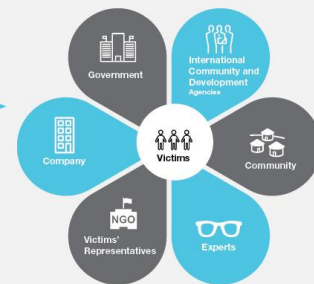 Government
International
Community and
Development
Agencies
Company
Victims
Community
NGO
Victims'
Representatives
Experts